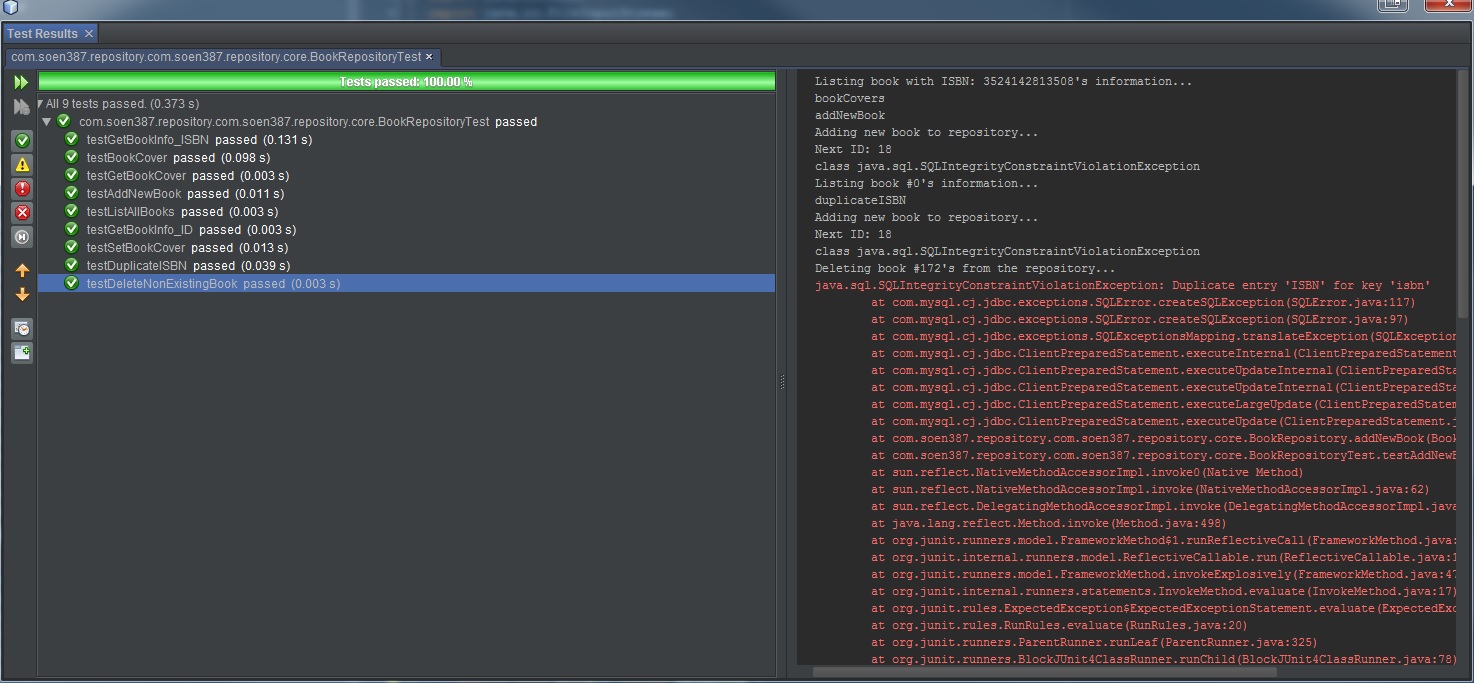 Test Results
com.soen387.repository.com.soen387.repository.core.BookRepositoryTest
Tests passed: 100.00 %
All 9 tests passed. (0.373 s)
com.soen387.repository.com.soen387.repository.core.BookRepositoryTest passed
testGetBookInfo_ISBN passed (0.131 s)
testBookCover passed (0.098 s)
testGetBookCover passed (0.003 s)
testAddNewBook passed (0.011 s)
testListAllBooks passed (0.003 s)
testGetBookInfo_ID passed (0.003 s)
testSetBookCover passed (0.013 s)
testDuplicateISBN passed (0.039 s)
testDeleteNonExistingBook passed (0.003 s)
Listing book with ISBN: 3524142813508's information...
bookCovers
addNewBook
Adding new book to repository...
Next ID: 18
class java.sql.SQLIntegrityConstraintViolationException
Listing book #0's information...
duplicateISBN
Adding new book to repository...
Next ID: 18
class java.sql.SQLIntegrityConstraintViolationException
Deleting book #172's from the repository...
java.sql.SQLIntegrityConstraintViolationException: Duplicate entry 'ISBN' for key 'isbn'
at com.mysql.cj.jdbc.exceptions.SQLError.createSQLException(SQLError.java:117)
at com.mysql.cj.jdbc.exceptions.SQLError.createSQLException(SQLError.java:97)
at com.mysql.cj.jdbc.exceptions.SQLExceptionsMapping.translateException(SQLException
at com.mysql.cj.jdbc.ClientPreparedStatement.executeInternal(ClientPreparedStatement
at com.mysql.cj.jdbc.ClientPreparedStatement.executeUpdateInternal(ClientPreparedSta
at com.mysql.cj.jdbc.ClientPreparedStatement.executeUpdateInternal(ClientPreparedSta
at com.mysql.cj.jdbc.ClientPreparedStatement.executeLargeUpdate(ClientPreparedStatem
at com.mysql.cj.jdbc.ClientPreparedStatement.executeUpdate(ClientPreparedStatement.j
at com.soen387.repository.com.soen387.repository.core.BookRepository.addNewBook(Book
at com.soen387.repository.com.soen387.repository.core.BookRepositoryTest.testAddNewB
at sun.reflect.NativeMethodAccessorImpl.invoke0(Native Method)
at sun.reflect.NativeMethodAccessorImpl.invoke(NativeMethodAccessorImpl.java:62)
at sun.reflect.DelegatingMethodAccessorImpl.invoke(DelegatingMethodAccessorImpl.java
at java.lang.reflect.Method.invoke(Method.java:498)
at org.junit.runners.model.FrameworkMethod$1.runReflectiveCall(FrameworkMethod.java:
at org.junit.internal.runners.model.ReflectiveCallable.run(ReflectiveCallable.java:1
at org.junit.runners.model.FrameworkMethod.invokeExplosively(FrameworkMethod.java:47
at org.junit.internal.runners.statements.InvokeMethod.evaluate(InvokeMethod.java:17)
at org.junit.rules.ExpectedException$ExpectedExceptionStatement.evaluate(ExpectedExc
at org.junit.rules.RunRules.evaluate(RunRules.java:20)
at org.junit.runners.ParentRunner.runLeaf(ParentRunner.java:325)
at org.junit.runners.BlockJUnit4ClassRunner.runChild(BlockJUnit4ClassRunner.java:78)